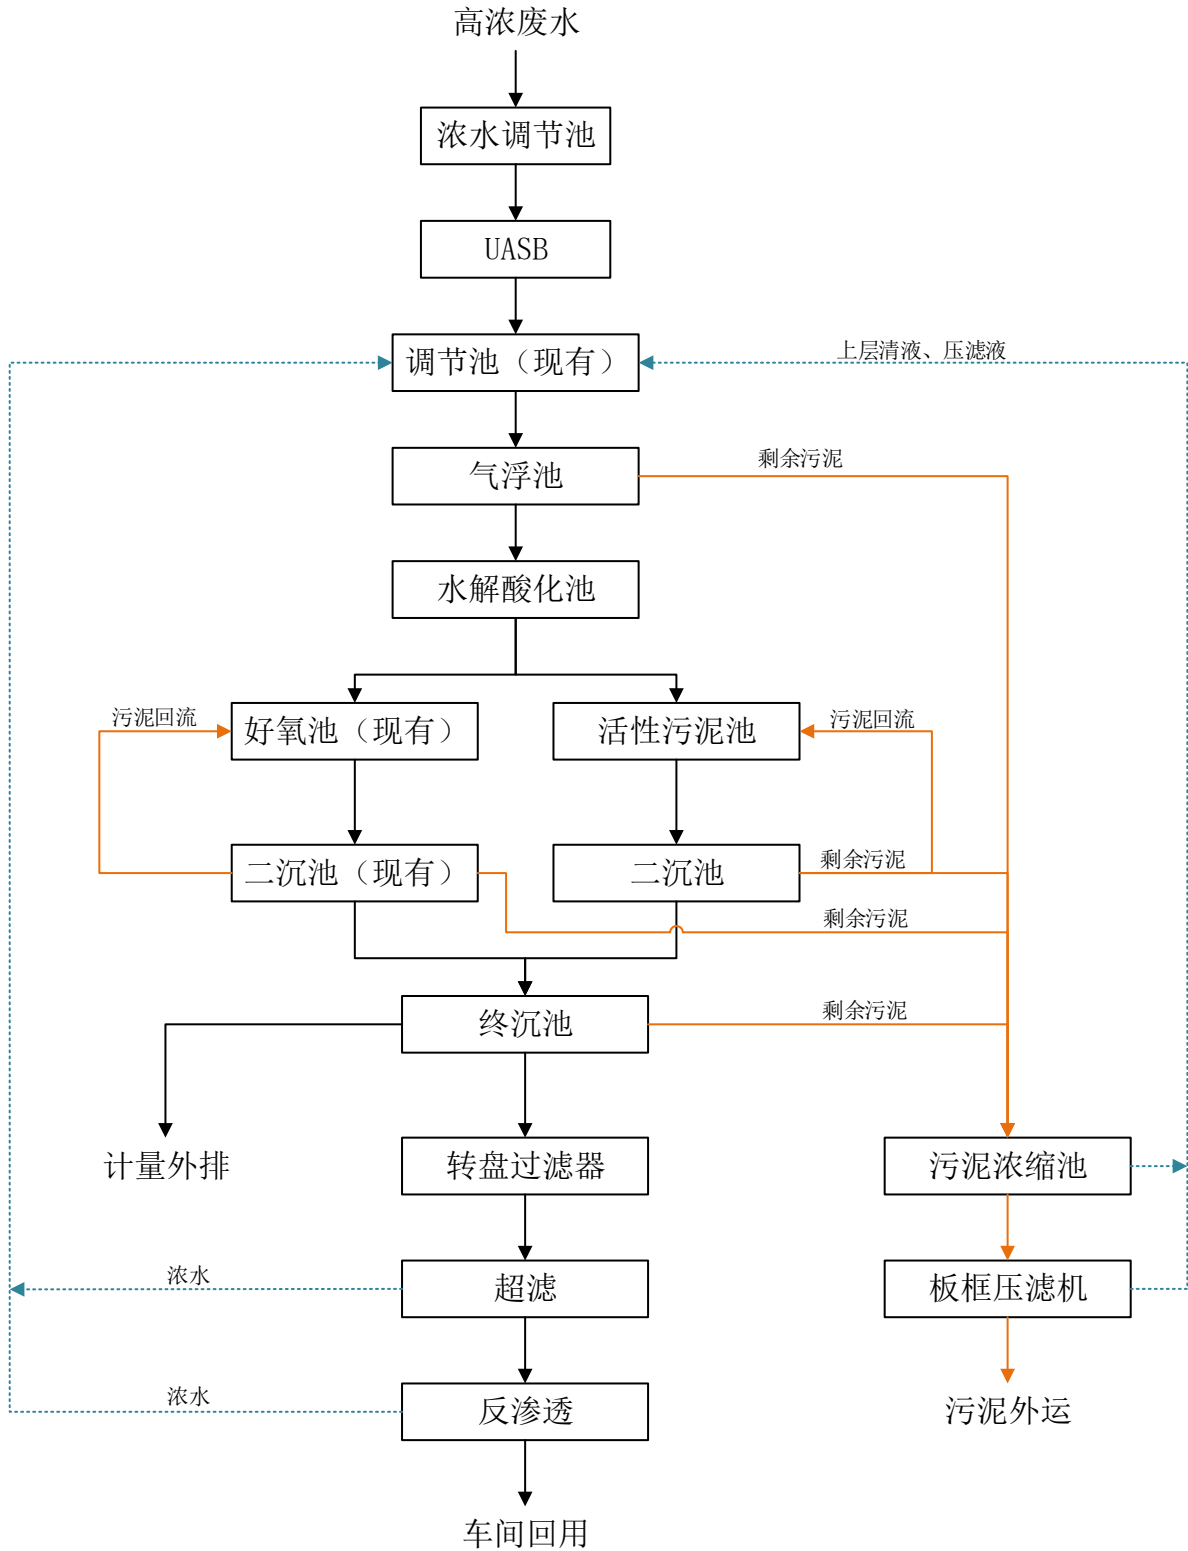 高浓废水
浓水调节池
UASB
调节池（现有）
上层清液、压滤液
气浮池
剩余污泥
水解酸化池
污泥回流
好氧池（现有）
活性污泥池
污泥回流
二沉池（现有）
二沉池
剩余污泥
剩余污泥
终沉池
剩余污泥
计量外排
转盘过滤器
污泥浓缩池
浓水
超滤
板框压滤机
浓水
反渗透
污泥外运
车间回用